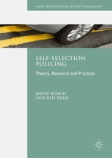 SELF-SELECTION
POLICING
Theory, Research and Practice
JASON ROACH
AND KEN PEASE